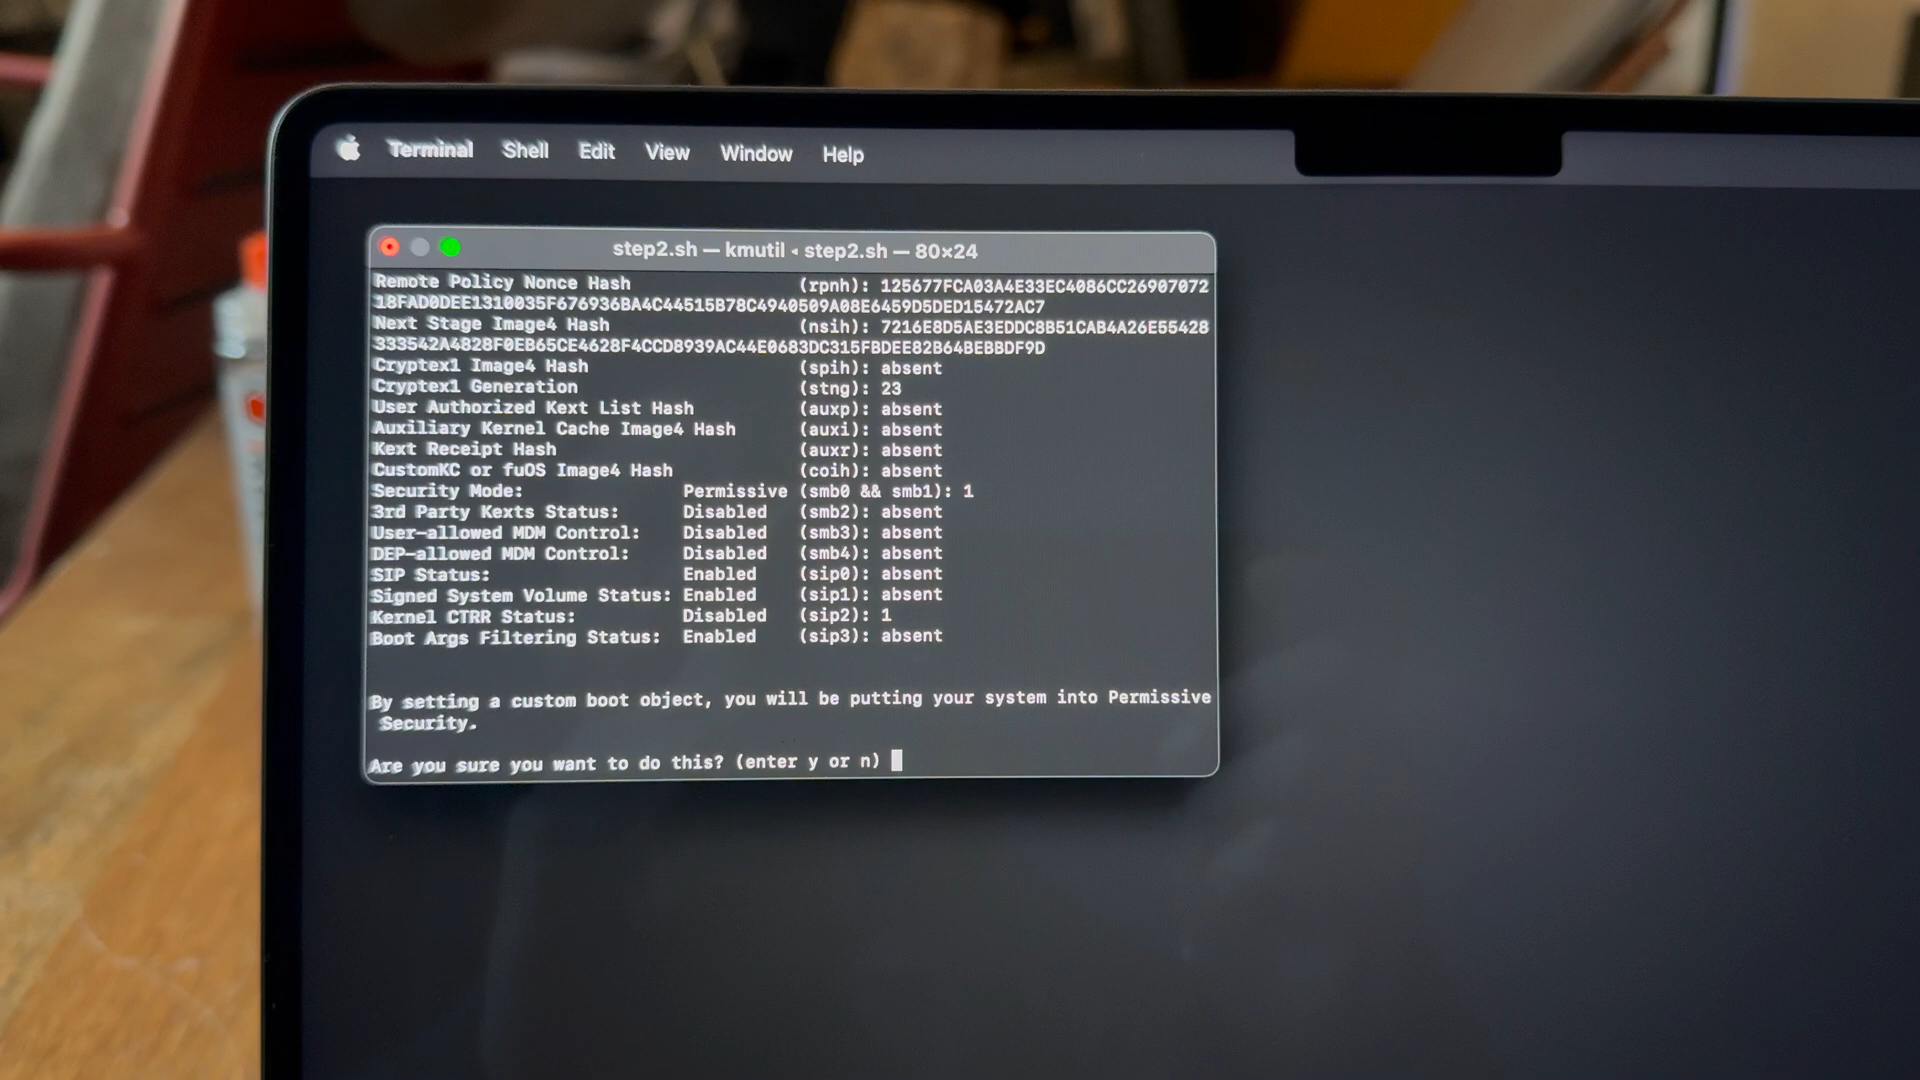 Terminal Shell Edit View Window Help
step2.sh — kmutil ◂ step2.sh — 80×24
Remote Policy Nonce Hash (rpnh): 125677FCA03A4E33EC4086CC26907072
18FAD0DEE1310035F676936BA4C44515B78C4940509A08E6459D5DED15472AC7
Next Stage Image4 Hash (nsih): 7216E8D5AE3EDDC8B51CAB4A26E55428
333542A4828F0EB65CE4628F4CCD8939AC44E0683DC315FBDEE82B64BEBBDF9D
Cryptex1 Image4 Hash (spih): absent
Cryptex1 Generation (stng): 23
User Authorized Kext List Hash (auxp): absent
Auxiliary Kernel Cache Image4 Hash (auxi): absent
Kext Receipt Hash (auxr): absent
CustomKC or fuOS Image4 Hash (coih): absent
Security Mode: Permissive (smb0 && smb1): 1
3rd Party Kexts Status: Disabled (smb2): absent
User-allowed MDM Control: Disabled (smb3): absent
DEP-allowed MDM Control: Disabled (smb4): absent
SIP Status: Enabled (sip0): absent
Signed System Volume Status: Enabled (sip1): absent
Kernel CTRR Status: Disabled (sip2): 1
Boot Args Filtering Status: Enabled (sip3): absent
By setting a custom boot object, you will be putting your system into Permissive
Security.
Are you sure you want to do this? (enter y or n)